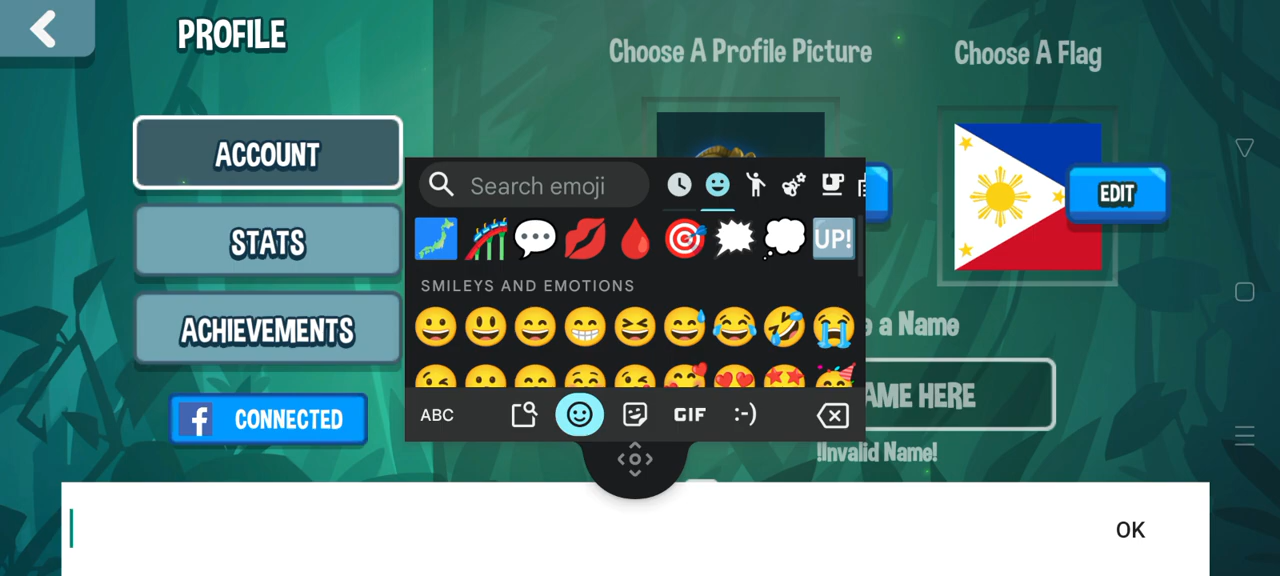 PROFILE
Choose A Profile Picture
Choose A Flag
ACCOUNT
Search emoji
EDIT
STATS
UP!
SMILEYS AND EMOTIONS
ACHIEVEMENTS
a Name
AME HERE
CONNECTED
ABC
GIF
:-)
!Invalid Name!
OK